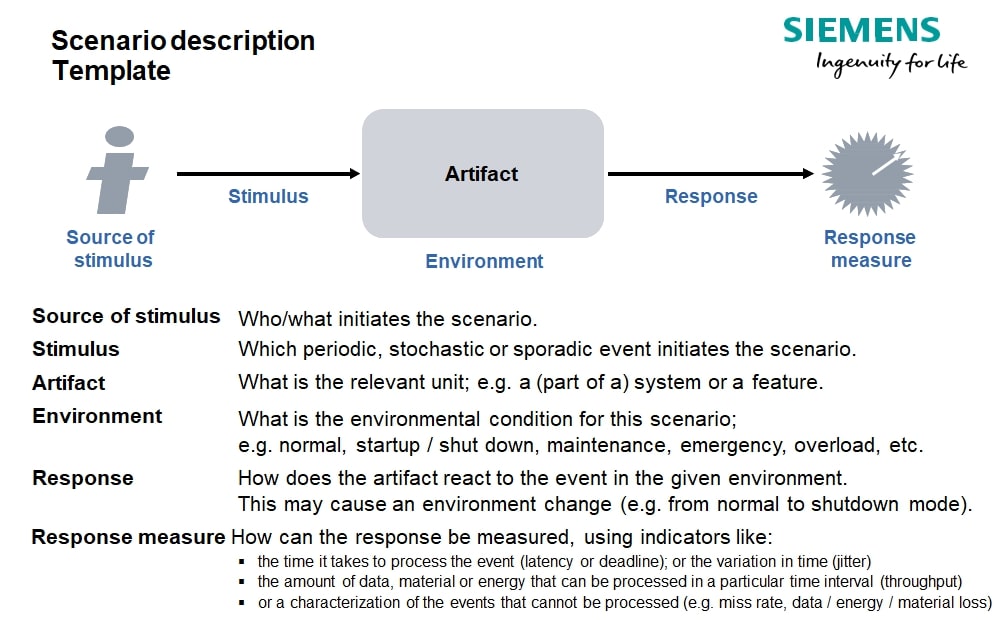 Scenario description
Template
SIEMENS
Ingenuity for life
Artifact
Stimulus
Response
Source of
stimulus
Environment
Response
measure
Source of stimulus Who/what initiates the scenario.
Stimulus Which periodic, stochastic or sporadic event initiates the scenario.
Artifact What is the relevant unit; e.g. a (part of a) system or a feature.
Environment What is the environmental condition for this scenario;
e.g. normal, startup / shut down, maintenance, emergency, overload, etc.
Response How does the artifact react to the event in the given environment.
This may cause an environment change (e.g. from normal to shutdown mode).
Response measure How can the response be measured, using indicators like:
▪ the time it takes to process the event (latency or deadline); or the variation in time (jitter)
▪ the amount of data, material or energy that can be processed in a particular time interval (throughput)
▪ or a characterization of the events that cannot be processed (e.g. miss rate, data / energy / material loss)